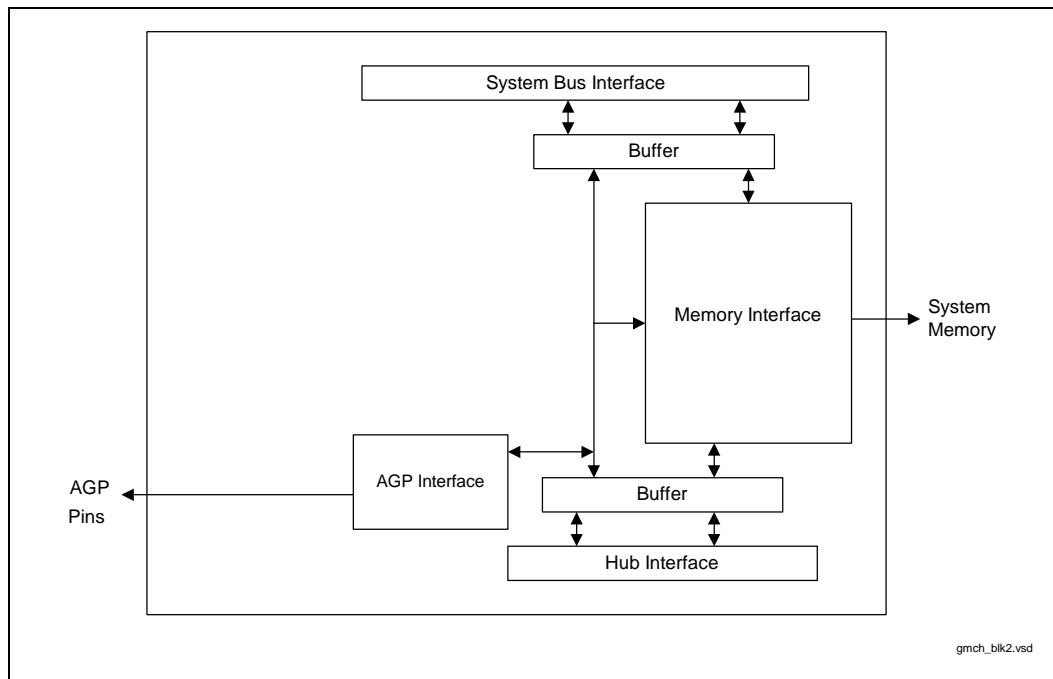 System Bus Interface
Buffer
Memory Interface
System
Memory
AGP Interface
AGP
Pins
Buffer
Hub Interface
gmch_blk2.vsd